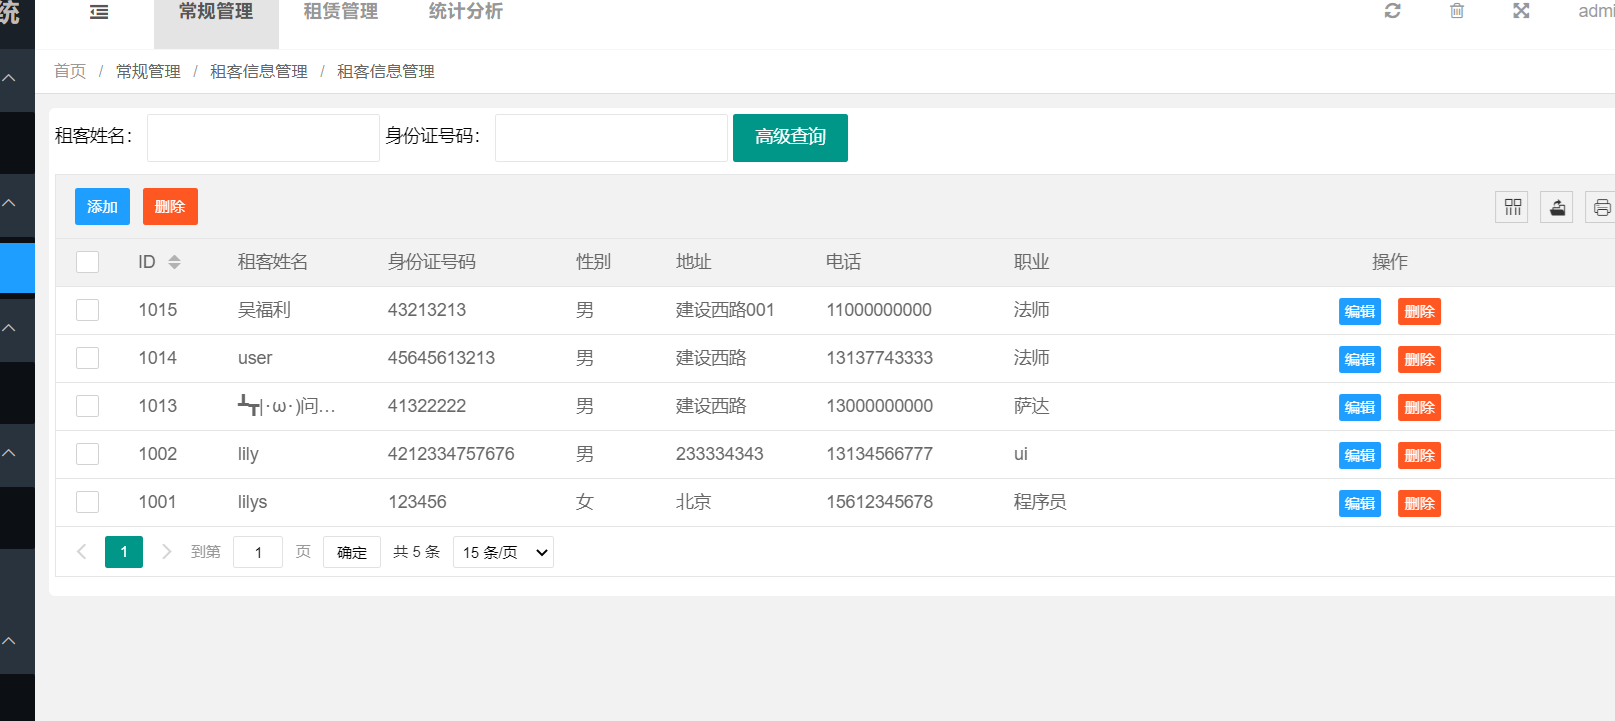 统
常规管理 租赁管理 统计分析 admi
首页 / 常规管理 / 租客信息管理 / 租客信息管理
租客姓名： 身份证号码： 高级查询
添加 删除
ID 租客姓名 身份证号码 性别 地址 电话 职业 操作
1015 吴福利 43213213 男 建设西路001 11000000000 法师 编辑 删除
1014 user 45645613213 男 建设西路 13137743333 法师 编辑 删除
1013 ┻┳|·ω·)问… 41322222 男 建设西路 13000000000 萨达 编辑 删除
1002 lily 4212334757676 男 233334343 13134566777 ui 编辑 删除
1001 lilys 123456 女 北京 15612345678 程序员 编辑 删除
1 到第 1 页 确定 共 5 条 15 条/页